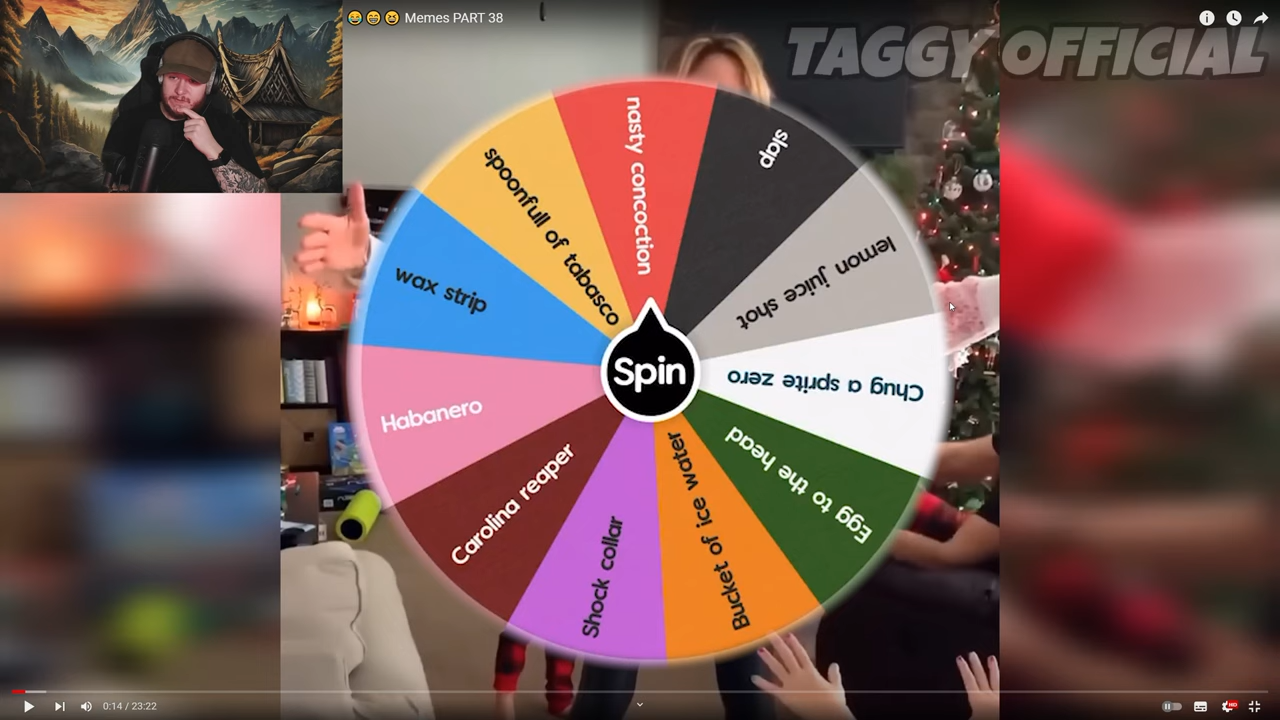 😂😁😆 Memes PART 38
TAGGY OFFICIAL
nasty concoction
slap
lemon juice shot
Chug a sprite zero
Egg to the head
Bucket of ice water
Shock collar
Carolina reaper
Habanero
wax strip
spoonfull of tabasco
Spin
0:14 / 23:22
HD